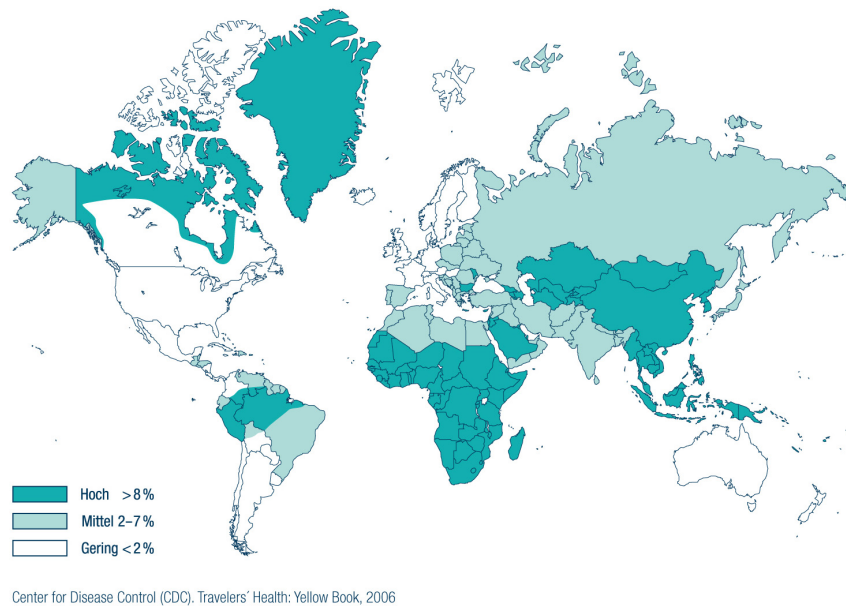 Hoch >8 %
Mittel 2–7 %
Gering <2 %
Center for Disease Control (CDC). Travelers´ Health: Yellow Book, 2006